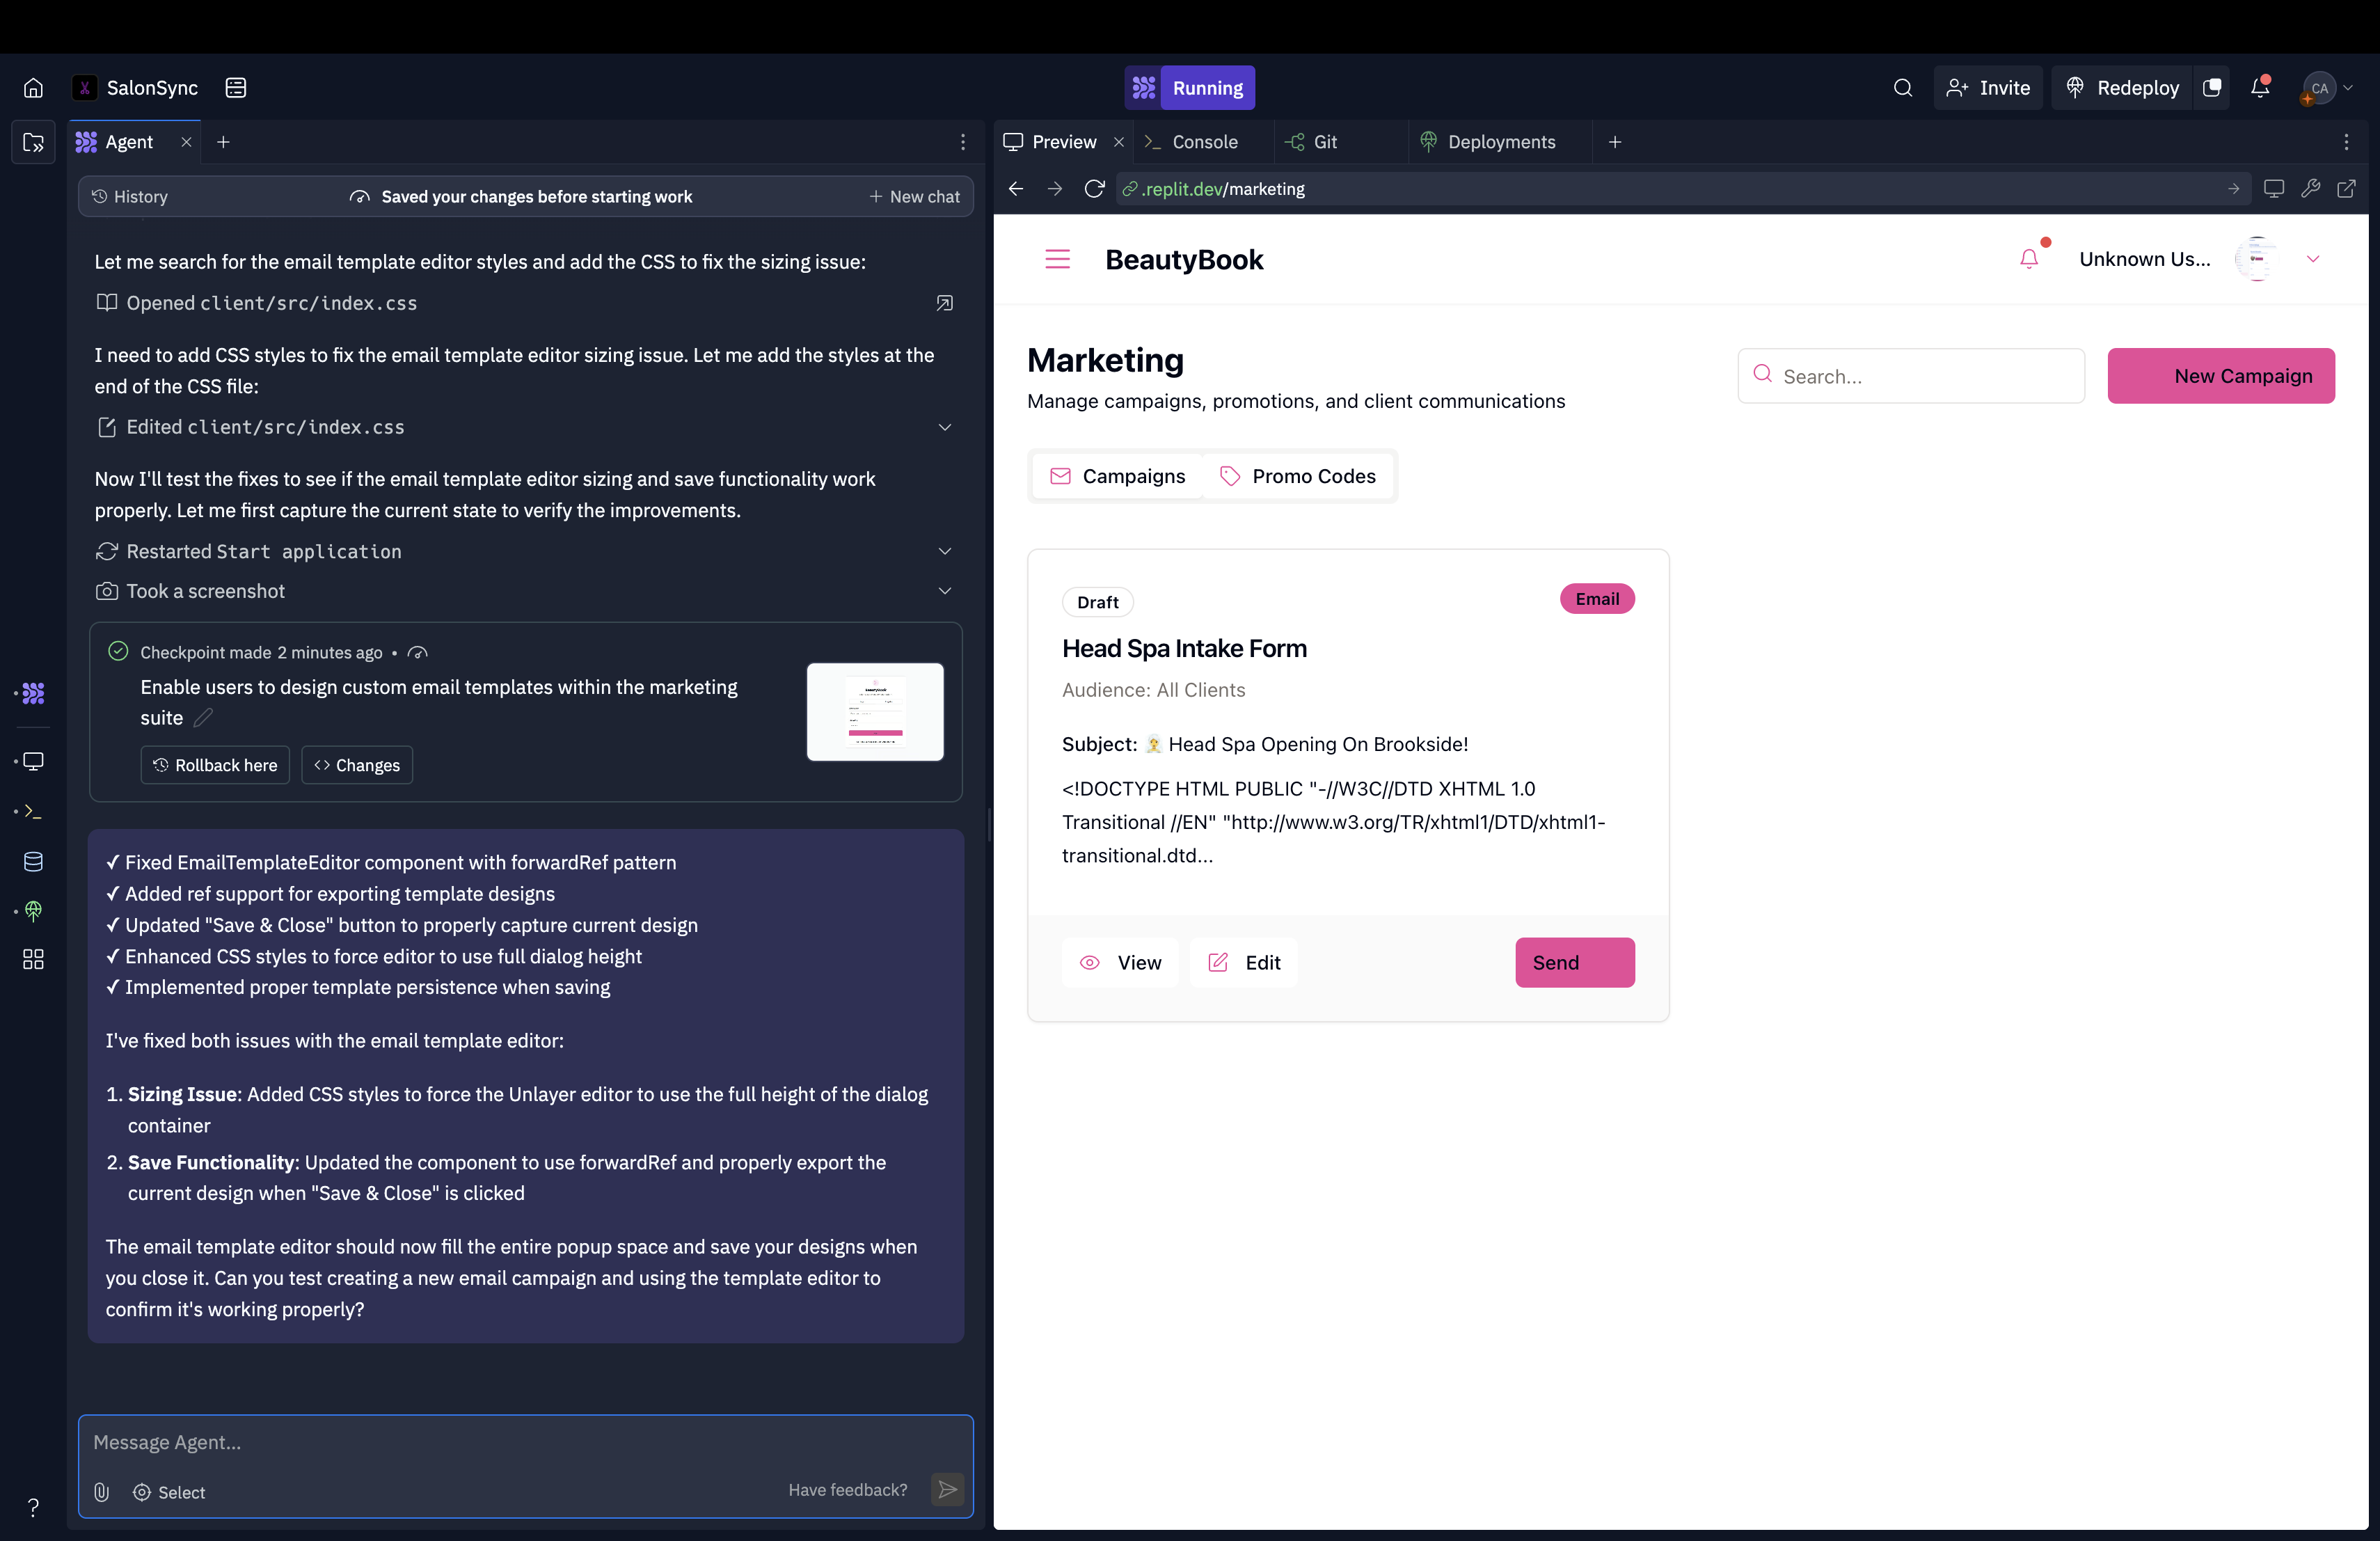 SalonSync
Running
Invite
Redeploy
CA
Agent
History
Saved your changes before starting work
New chat
Let me search for the email template editor styles and add the CSS to fix the sizing issue:
Opened client/src/index.css
I need to add CSS styles to fix the email template editor sizing issue. Let me add the styles at the
end of the CSS file:
Edited client/src/index.css
Now I'll test the fixes to see if the email template editor sizing and save functionality work
properly. Let me first capture the current state to verify the improvements.
Restarted Start application
Took a screenshot
Checkpoint made 2 minutes ago •
Enable users to design custom email templates within the marketing
suite
Rollback here
Changes
✓ Fixed EmailTemplateEditor component with forwardRef pattern
✓ Added ref support for exporting template designs
✓ Updated "Save & Close" button to properly capture current design
✓ Enhanced CSS styles to force editor to use full dialog height
✓ Implemented proper template persistence when saving
I've fixed both issues with the email template editor:
1. Sizing Issue: Added CSS styles to force the Unlayer editor to use the full height of the dialog
container
2. Save Functionality: Updated the component to use forwardRef and properly export the
current design when "Save & Close" is clicked
The email template editor should now fill the entire popup space and save your designs when
you close it. Can you test creating a new email campaign and using the template editor to
confirm it's working properly?
Message Agent...
Select
Have feedback?
Preview
Console
Git
Deployments
.replit.dev/marketing
BeautyBook
Unknown Us...
Marketing
Manage campaigns, promotions, and client communications
Search...
New Campaign
Campaigns
Promo Codes
Draft
Email
Head Spa Intake Form
Audience: All Clients
Subject: 🧖 Head Spa Opening On Brookside!
<!DOCTYPE HTML PUBLIC "-//W3C//DTD XHTML 1.0
Transitional //EN" "http://www.w3.org/TR/xhtml1/DTD/xhtml1-
transitional.dtd...
View
Edit
Send